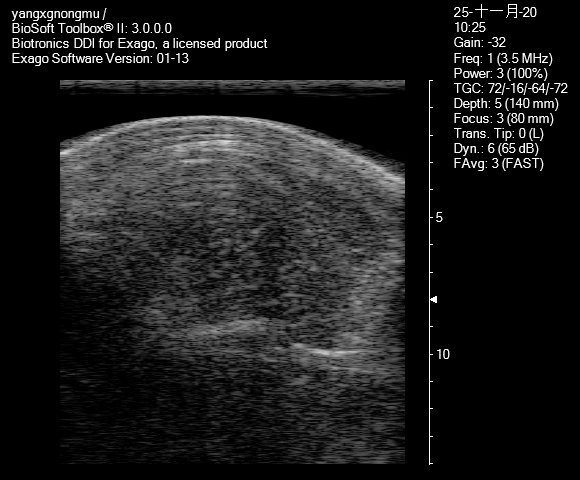 yangxgnongmu /
BioSoft Toolbox® II: 3.0.0.0
Biotronics DDI for Exago, a licensed product
Exago Software Version: 01-13
25-十一月-20
10:25
Gain: -32
Freq: 1 (3.5 MHz)
Power: 3 (100%)
TGC: 72/-16/-64/-72
Depth: 5 (140 mm)
Focus: 3 (80 mm)
Trans. Tip: 0 (L)
Dyn.: 6 (65 dB)
FAvg: 3 (FAST)
5
10